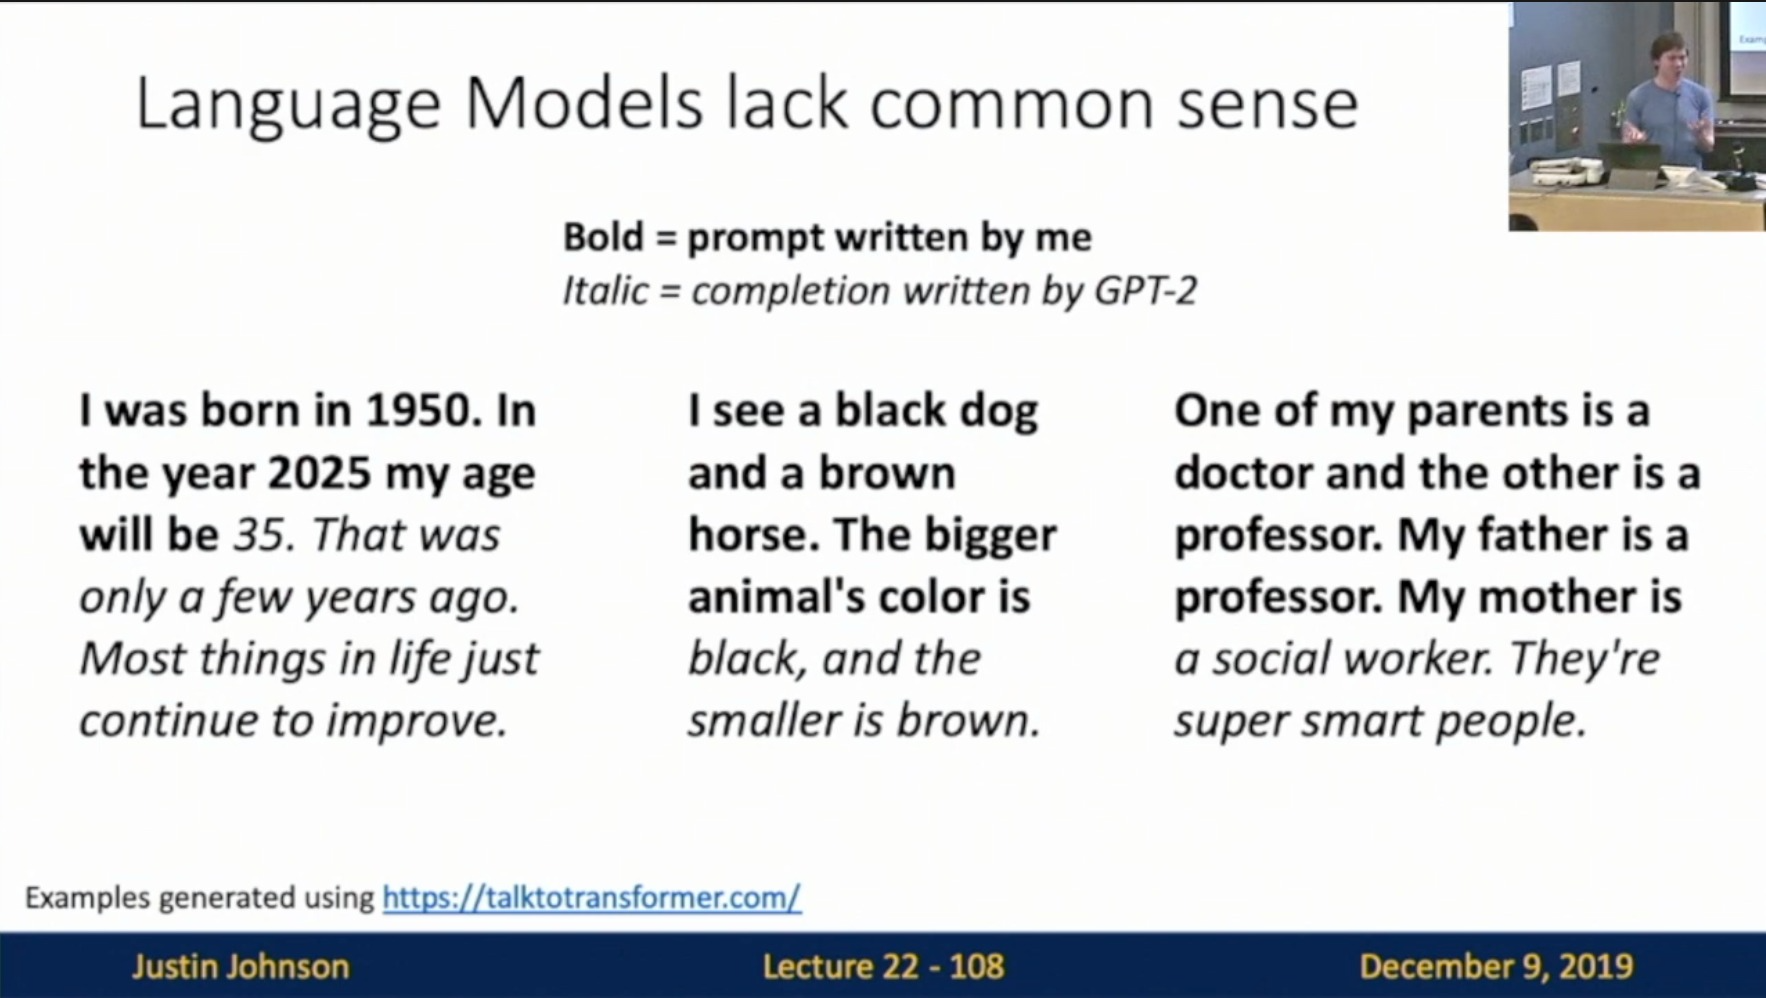 Language Models lack common sense
Bold = prompt written by me
Italic = completion written by GPT-2
I was born in 1950. In
the year 2025 my age
will be 35. That was
only a few years ago.
Most things in life just
continue to improve.
I see a black dog
and a brown
horse. The bigger
animal's color is
black, and the
smaller is brown.
One of my parents is a
doctor and the other is a
professor. My father is a
professor. My mother is
a social worker. They're
super smart people.
Examples generated using https://talktotransformer.com/
Justin Johnson
Lecture 22 - 108
December 9, 2019